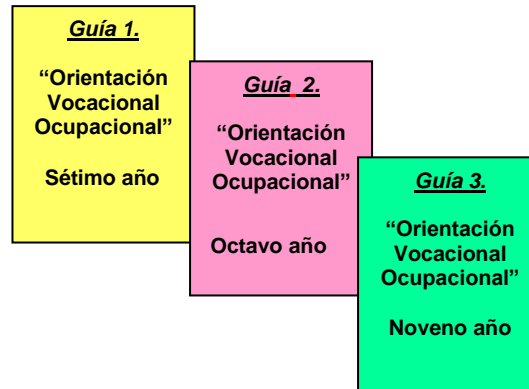 Guía 1.
“Orientación
Vocacional
Ocupacional”
Sétimo año
Guía 2.
“Orientación
Vocacional
Ocupacional”
Octavo año
Guía 3.
“Orientación
Vocacional
Ocupacional”
Noveno año